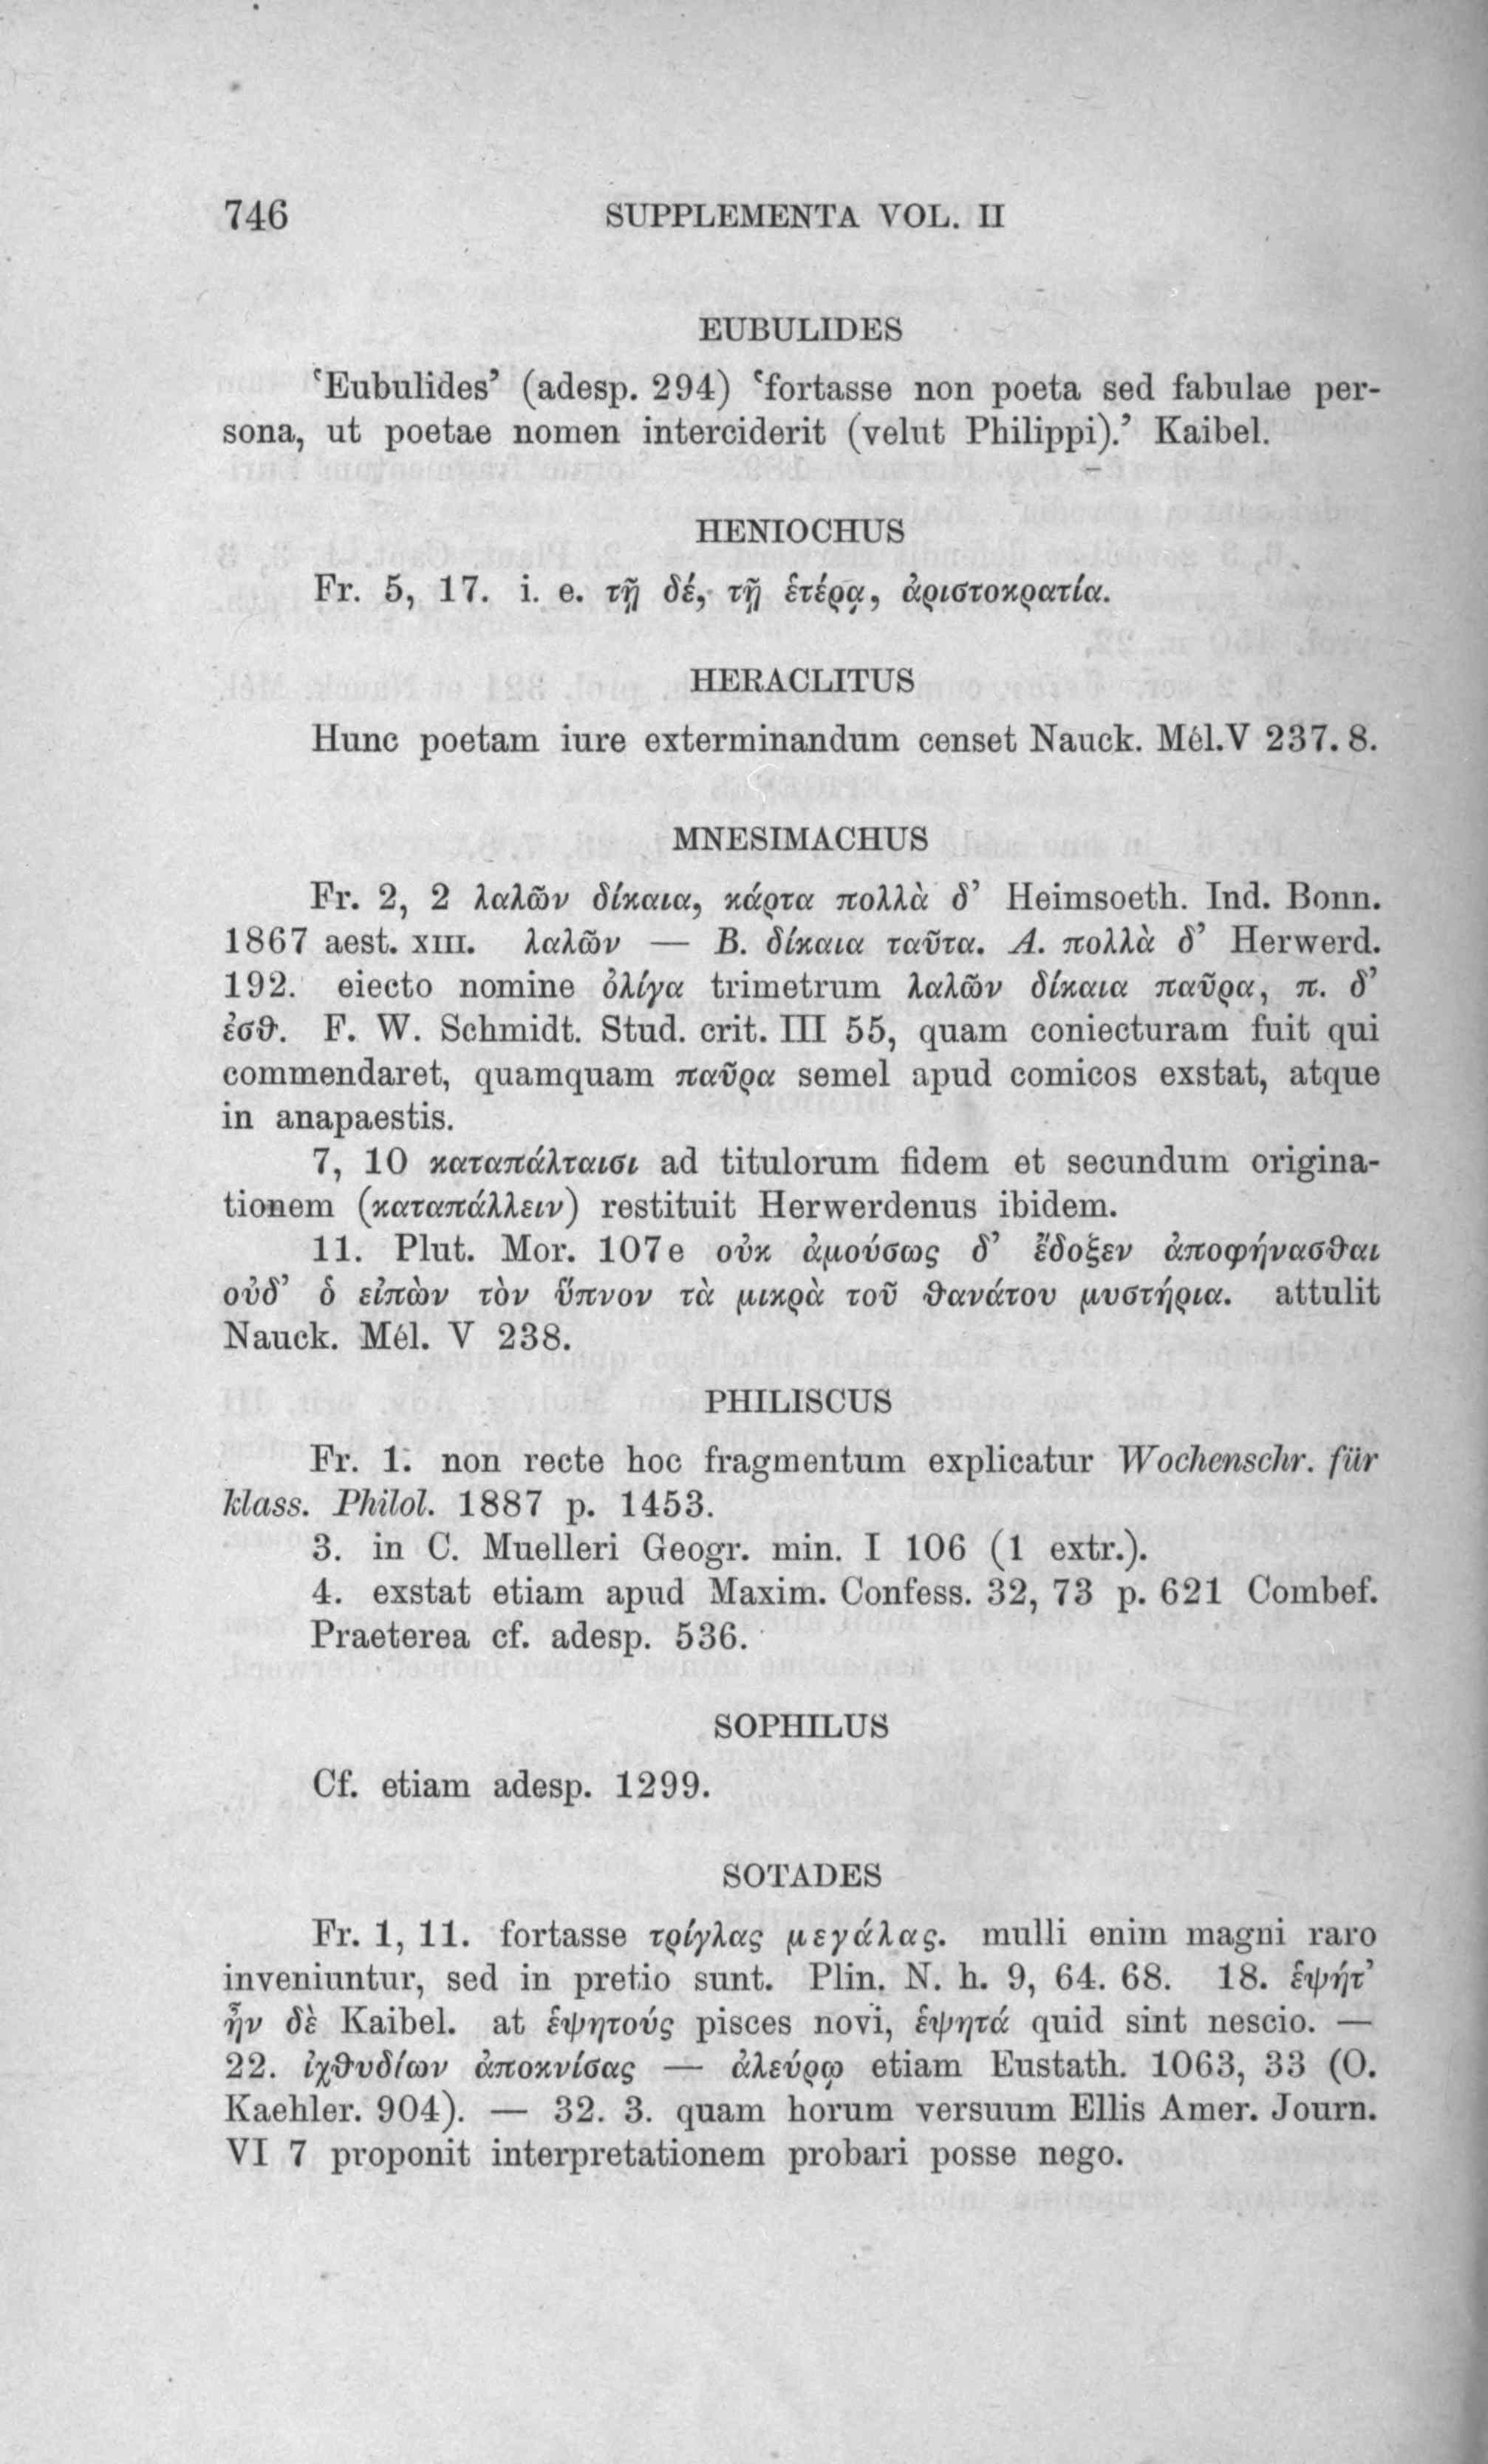 746 SUPPLEMENTA VOL. II
EUBULIDES
‘Eubulides’ (adesp. 294) ‘fortasse non poeta sed fabulae per-
sona, ut poetae nomen interciderit (velut Philippi).’ Kaibel.
HENIOCHUS
Fr. 5, 17. i. e. τῇ δέ, τῇ ἑτέρᾳ, ἀριστοκρατία.
HERACLITUS
Hunc poetam iure exterminandum censet Nauck. Mél. V 237. 8.
MNESIMACHUS
Fr. 2, 2 λαλῶν δίκαια, κάρτα πολλὰ δ’ Heimsoeth. Ind. Bonn.
1867 aest. XIII. λαλῶν — B. δίκαια ταῦτα. A. πολλὰ δ’ Herwerd.
192. eiecto nomine ὀλίγα trimetrum λαλῶν δίκαια παῦρα, π. δ’
ἐσθ. F. W. Schmidt. Stud. crit. III 55, quam coniecturam fuit qui
commendaret, quamquam παῦρα semel apud comicos exstat, atque
in anapaestis.
7, 10 καταπάλταισι ad titulorum fidem et secundum origina-
tionem (καταπάλλειν) restituit Herwerdenus ibidem.
11. Plut. Mor. 107e οὐκ ἀμούσως δ’ ἔδοξεν ἀποφήνασθαι
οὐδ’ ὁ εἰπὼν τὸν ὕπνον τὰ μικρὰ τοῦ θανάτου μυστήρια. attulit
Nauck. Mél. V 238.
PHILISCUS
Fr. 1. non recte hoc fragmentum explicatur Wochenschr. für
klass. Philol. 1887 p. 1453.
3. in C. Muelleri Geogr. min. I 106 (1 extr.).
4. exstat etiam apud Maxim. Confess. 32, 73 p. 621 Combef.
Praeterea cf. adesp. 536.
SOPHILUS
Cf. etiam adesp. 1299.
SOTADES
Fr. 1, 11. fortasse τρίγλας μεγάλας. mulli enim magni raro
inveniuntur, sed in pretio sunt. Plin. N. h. 9, 64. 68. 18. ἑψήτ’
ἦν δὲ Kaibel. at ἑψητούς pisces novi, ἑψητά quid sint nescio. —
22. ἰχθυδίων ἀποκνίσας — ἀλεύρῳ etiam Eustath. 1063, 33 (O.
Kaehler. 904). — 32. 3. quam horum versuum Ellis Amer. Journ.
VI 7 proponit interpretationem probari posse nego.